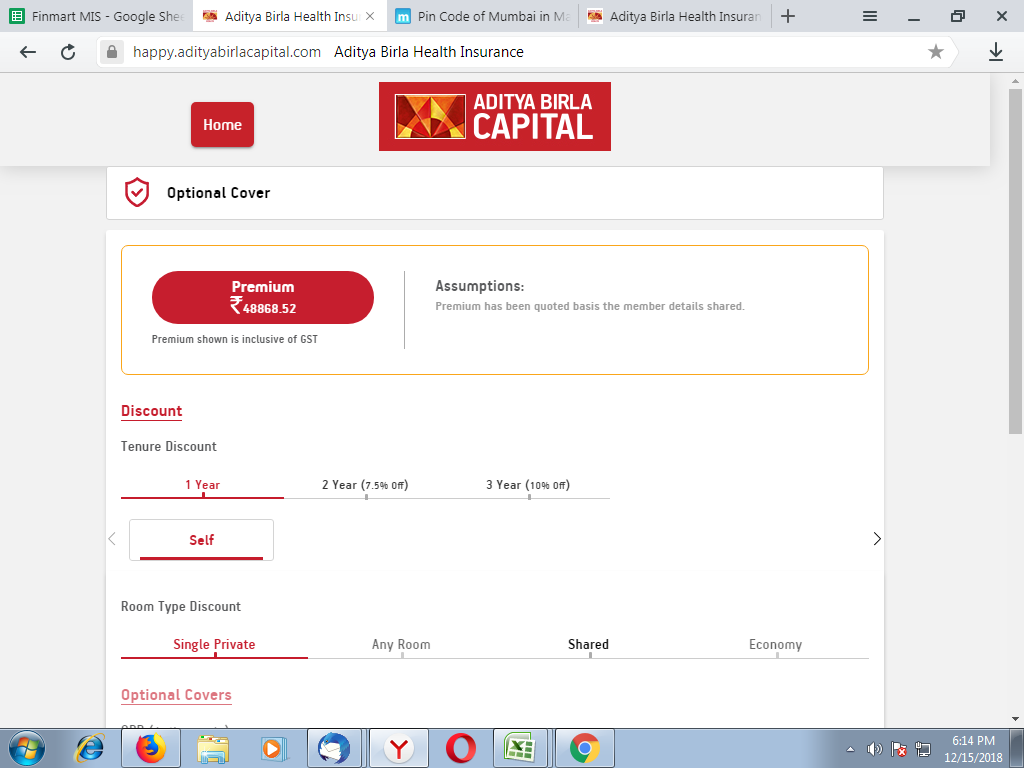 Finmart MIS - Google Shee
Aditya Birla Health Insu
Pin Code of Mumbai in Ma
Aditya Birla Health Insuran
happy.adityabirlacapital.com Aditya Birla Health Insurance
Home
ADITYA BIRLA
CAPITAL
Optional Cover
Premium
₹48868.52
Premium shown is inclusive of GST
Assumptions:
Premium has been quoted basis the member details shared.
Discount
Tenure Discount
1 Year
2 Year (7.5% Off)
3 Year (10% Off)
Self
Room Type Discount
Single Private
Any Room
Shared
Economy
Optional Covers
6:14 PM
12/15/2018